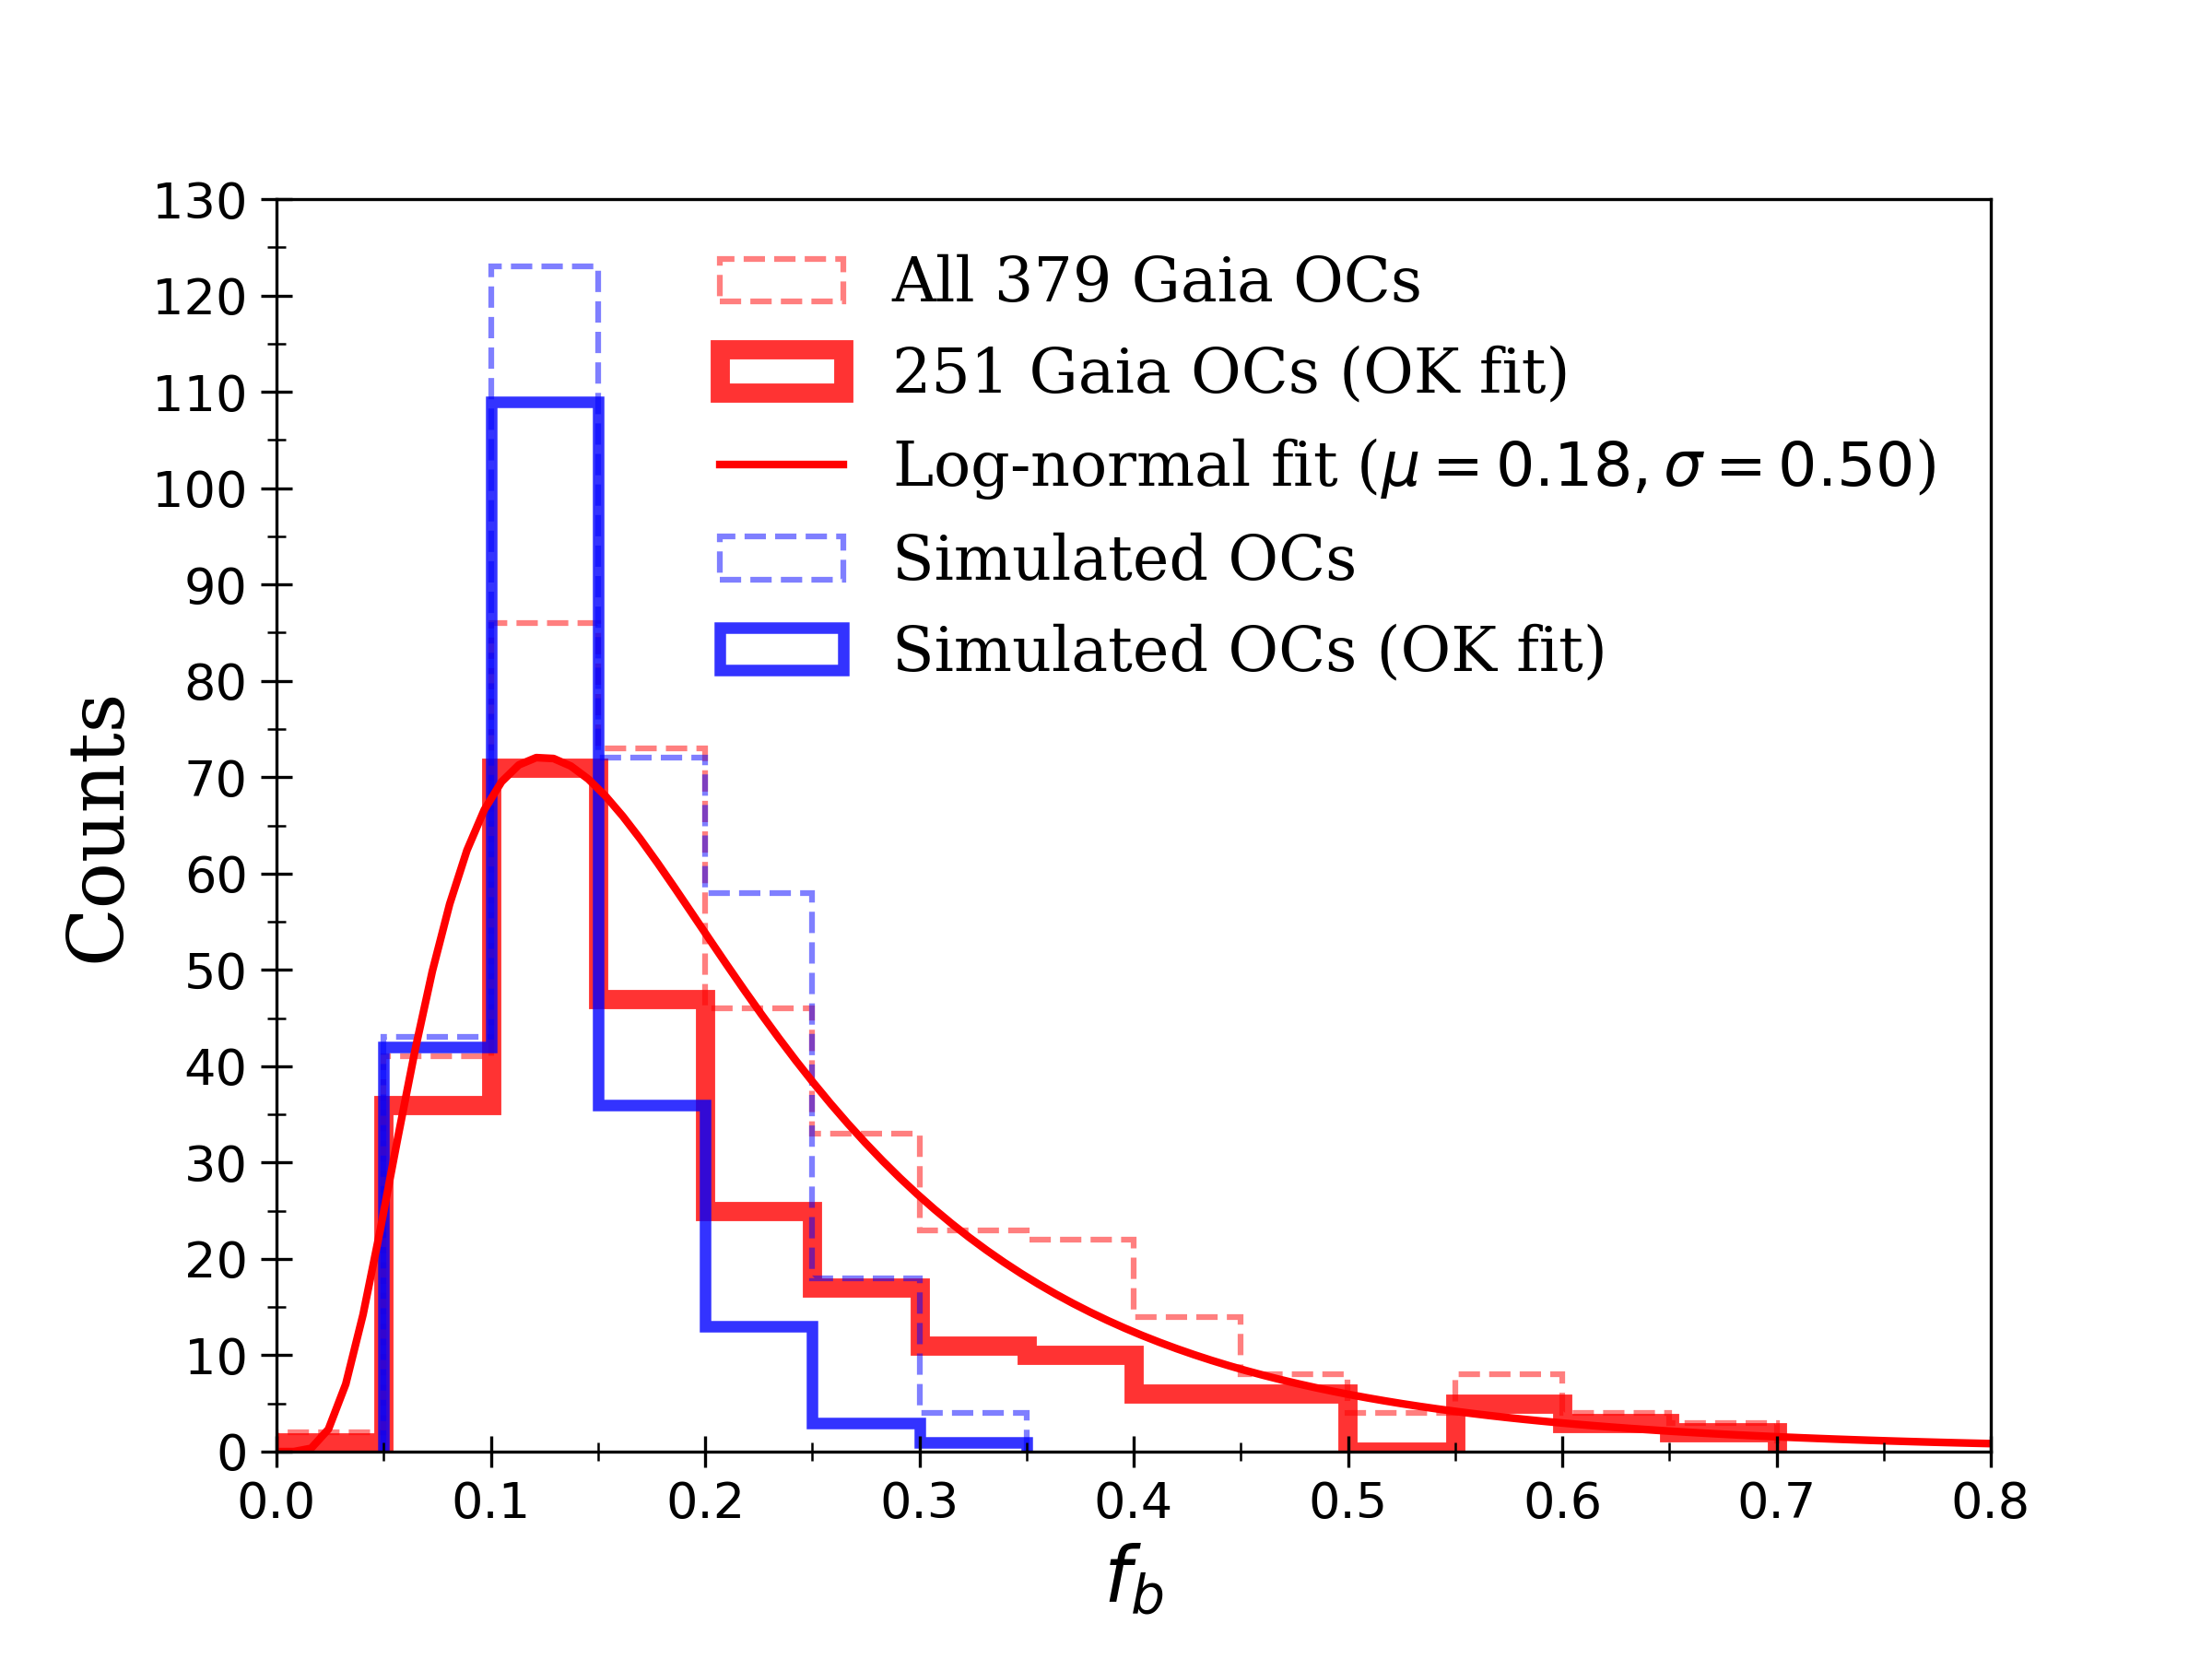 130
120
110
100
90
80
70
60
50
40
30
20
10
0
Counts
All 379 Gaia OCs
251 Gaia OCs (OK fit)
Log-normal fit (μ = 0.18, σ = 0.50)
Simulated OCs
Simulated OCs (OK fit)
0.0 0.1 0.2 0.3 0.4 0.5 0.6 0.7 0.8
f_b